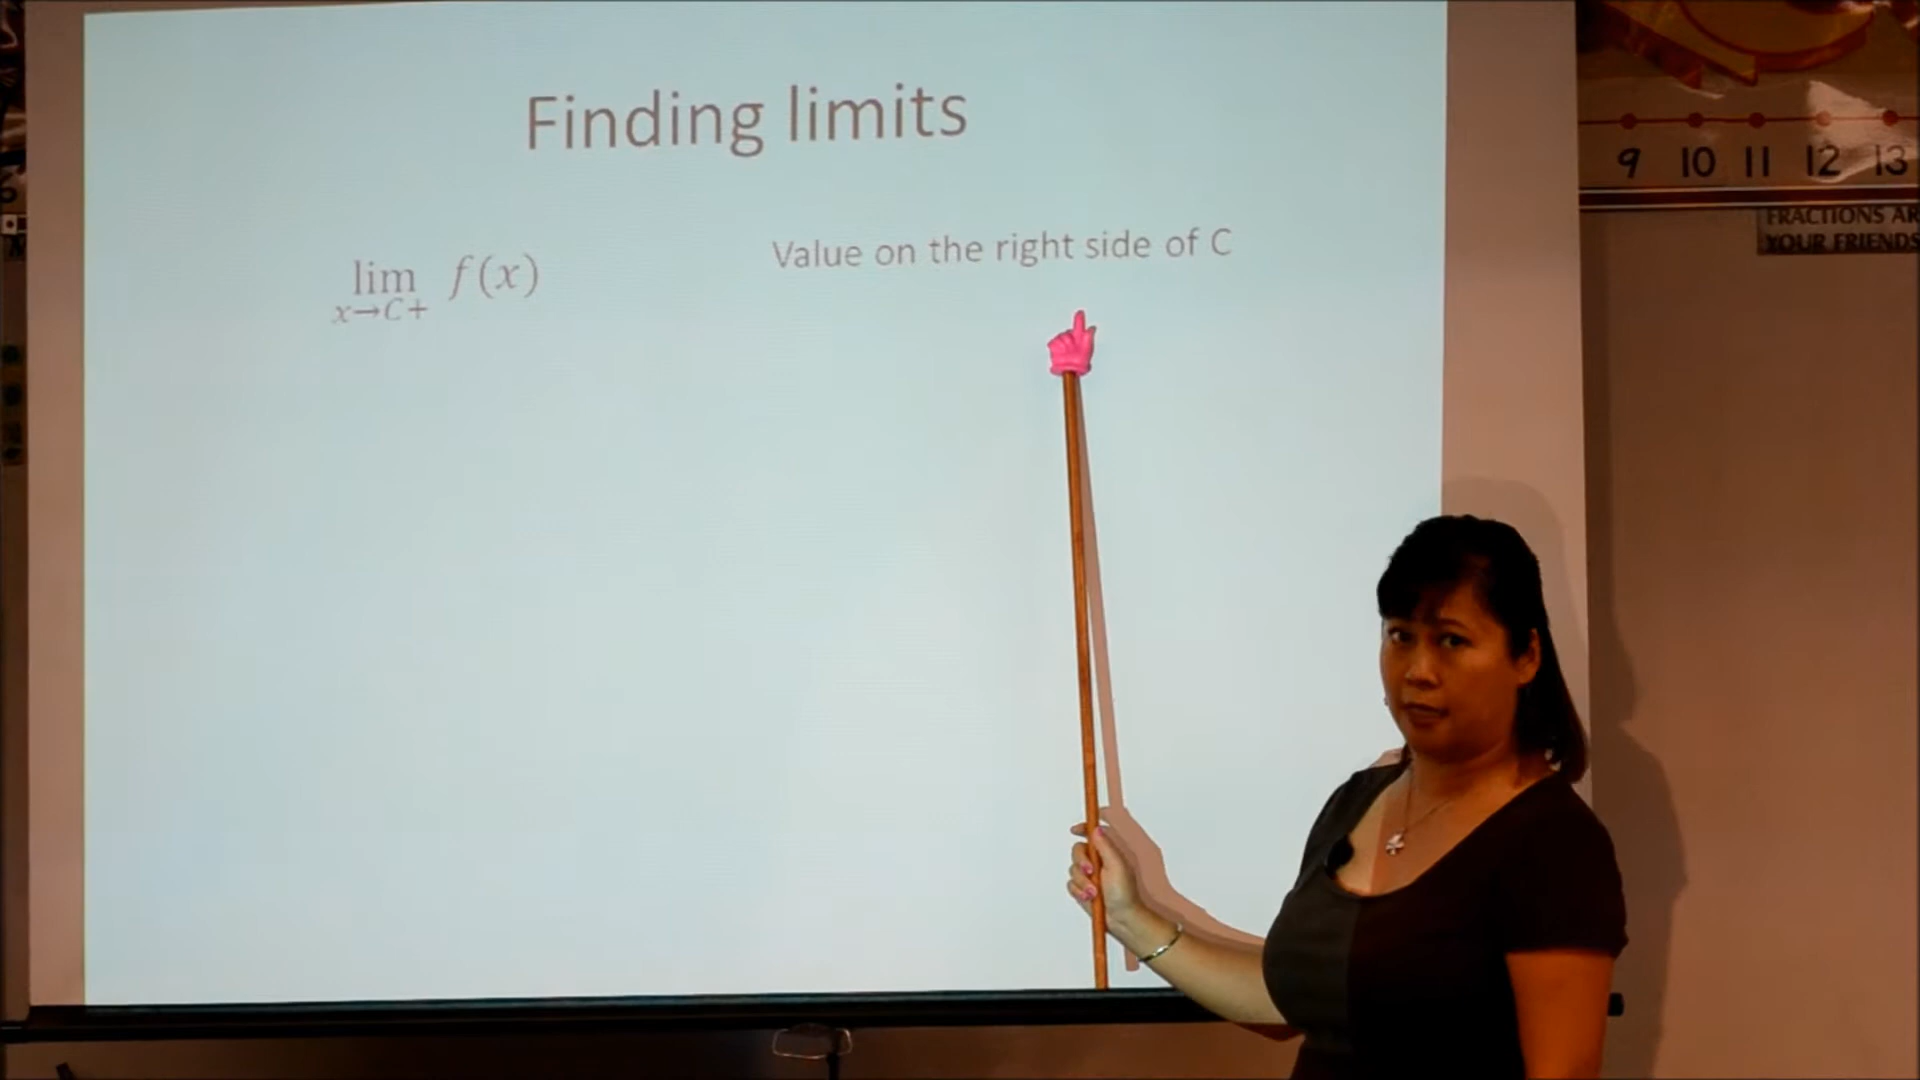 Finding limits
lim f(x)
x→C+
Value on the right side of C
9 10 11 12 13
FRACTIONS AR
YOUR FRIENDS